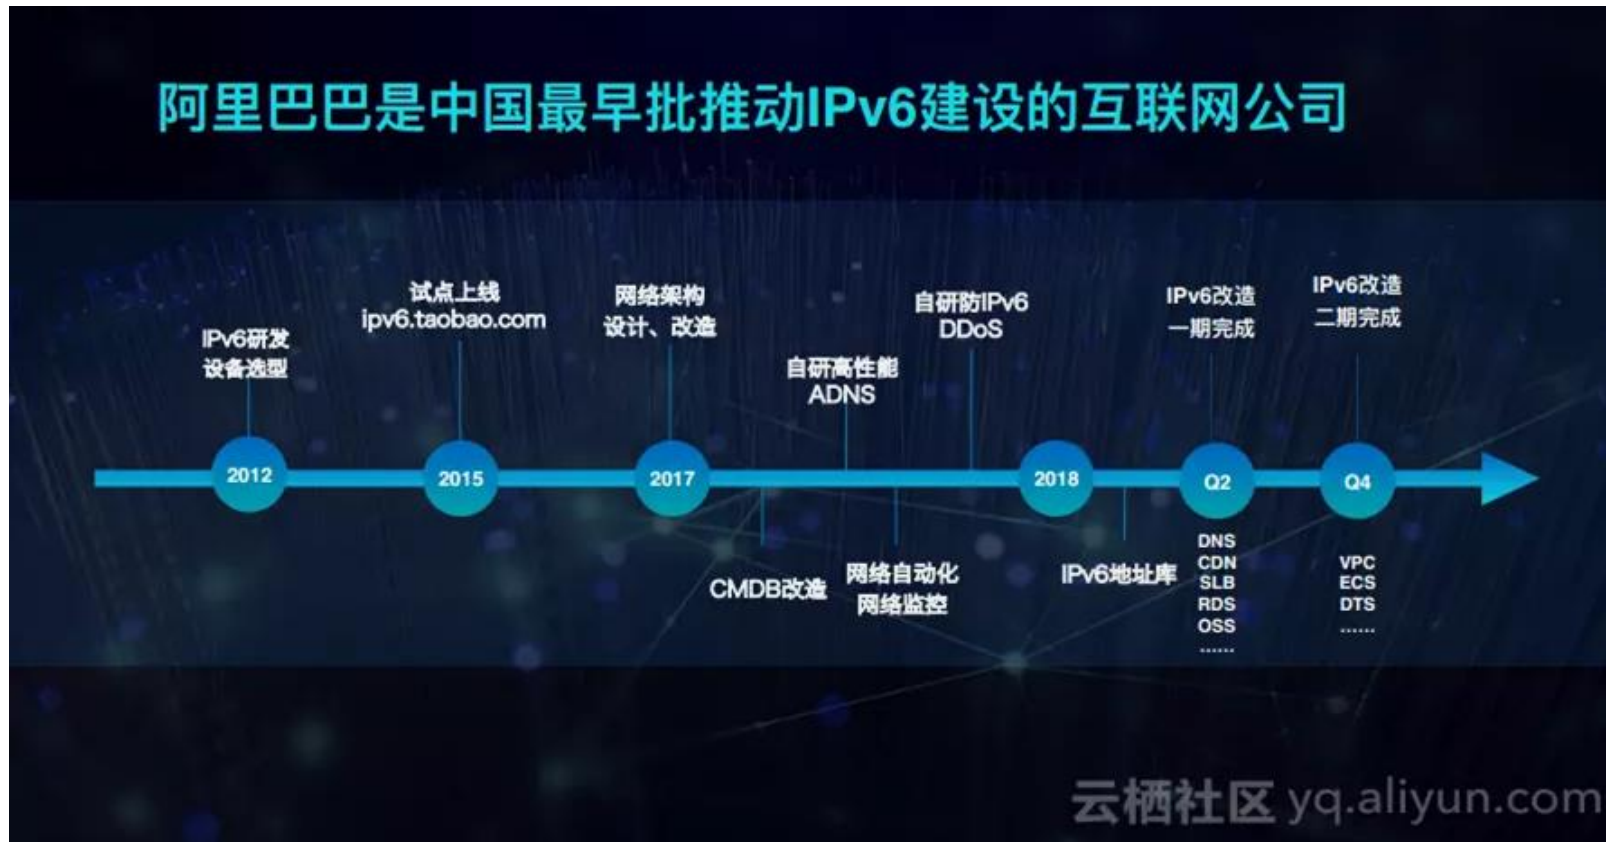 阿里巴巴是中国最早批推动IPv6建设的互联网公司
IPv6研发
设备选型
试点上线
ipv6.taobao.com
网络架构
设计、改造
自研高性能
ADNS
自研防IPv6
DDoS
IPv6改造
一期完成
IPv6改造
二期完成
2012
2015
2017
2018
Q2
Q4
CMDB改造
网络自动化
网络监控
IPv6地址库
DNS
CDN
SLB
RDS
OSS
......
VPC
ECS
DTS
......
云栖社区 yq.aliyun.com